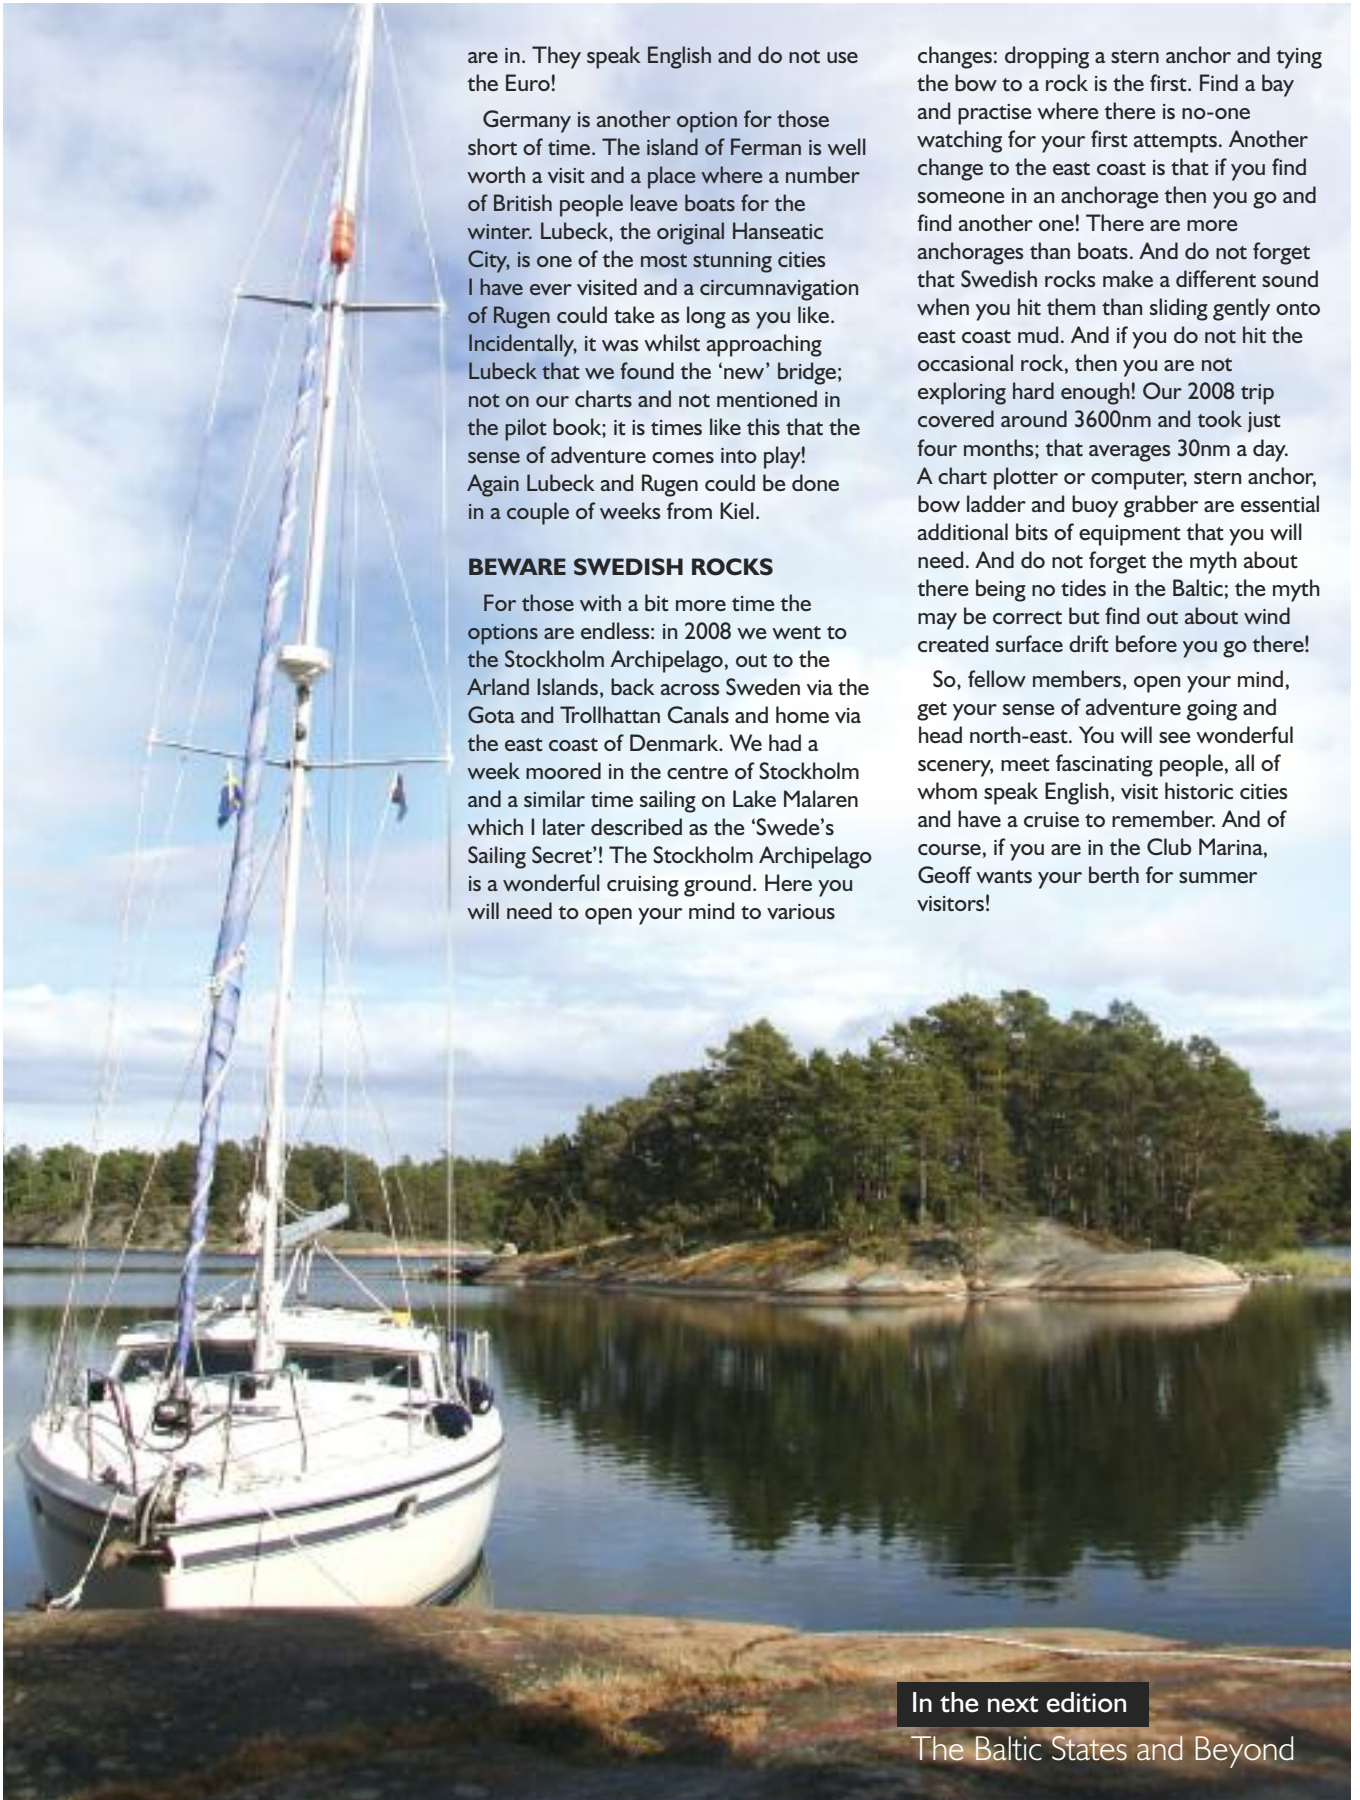 are in. They speak English and do not use
the Euro!
Germany is another option for those
short of time. The island of Ferman is well
worth a visit and a place where a number
of British people leave boats for the
winter. Lubeck, the original Hanseatic
City, is one of the most stunning cities
I have ever visited and a circumnavigation
of Rugen could take as long as you like.
Incidentally, it was whilst approaching
Lubeck that we found the ‘new’ bridge;
not on our charts and not mentioned in
the pilot book; it is times like this that the
sense of adventure comes into play!
Again Lubeck and Rugen could be done
in a couple of weeks from Kiel.
BEWARE SWEDISH ROCKS
For those with a bit more time the
options are endless: in 2008 we went to
the Stockholm Archipelago, out to the
Arland Islands, back across Sweden via the
Gota and Trollhattan Canals and home via
the east coast of Denmark. We had a
week moored in the centre of Stockholm
and a similar time sailing on Lake Malaren
which I later described as the ‘Swede’s
Sailing Secret’! The Stockholm Archipelago
is a wonderful cruising ground. Here you
will need to open your mind to various
changes: dropping a stern anchor and tying
the bow to a rock is the first. Find a bay
and practise where there is no-one
watching for your first attempts. Another
change to the east coast is that if you find
someone in an anchorage then you go and
find another one! There are more
anchorages than boats. And do not forget
that Swedish rocks make a different sound
when you hit them than sliding gently onto
east coast mud. And if you do not hit the
occasional rock, then you are not
exploring hard enough! Our 2008 trip
covered around 3600nm and took just
four months; that averages 30nm a day.
A chart plotter or computer, stern anchor,
bow ladder and buoy grabber are essential
additional bits of equipment that you will
need. And do not forget the myth about
there being no tides in the Baltic; the myth
may be correct but find out about wind
created surface drift before you go there!
So, fellow members, open your mind,
get your sense of adventure going and
head north-east. You will see wonderful
scenery, meet fascinating people, all of
whom speak English, visit historic cities
and have a cruise to remember. And of
course, if you are in the Club Marina,
Geoff wants your berth for summer
visitors!
In the next edition
The Baltic States and Beyond